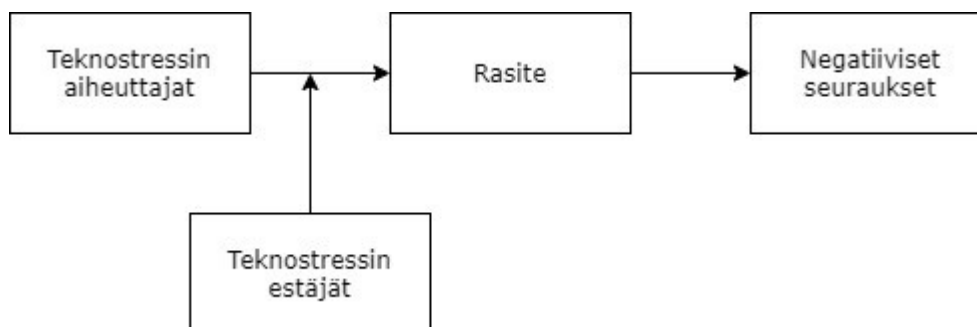 Teknostressin
aiheuttajat
Rasite
Negatiiviset
seuraukset
Teknostressin
estäjät